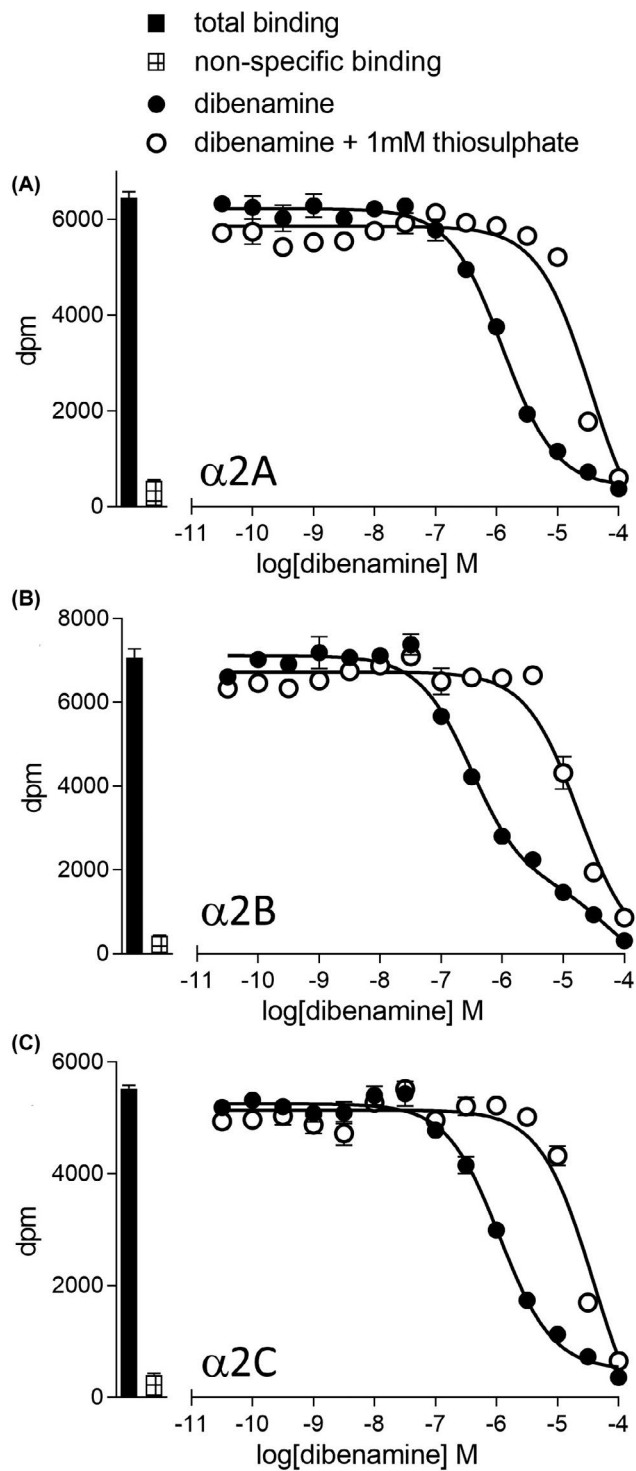 total binding
non-specific binding
dibenamine
dibenamine + 1mM thiosulphate
(A)
6000
4000
2000
0
dpm
α2A
-11 -10 -9 -8 -7 -6 -5 -4
log[dibenamine] M
(B)
8000
6000
4000
2000
0
dpm
α2B
-11 -10 -9 -8 -7 -6 -5 -4
log[dibenamine] M
(C)
6000
4000
2000
0
dpm
α2C
-11 -10 -9 -8 -7 -6 -5 -4
log[dibenamine] M